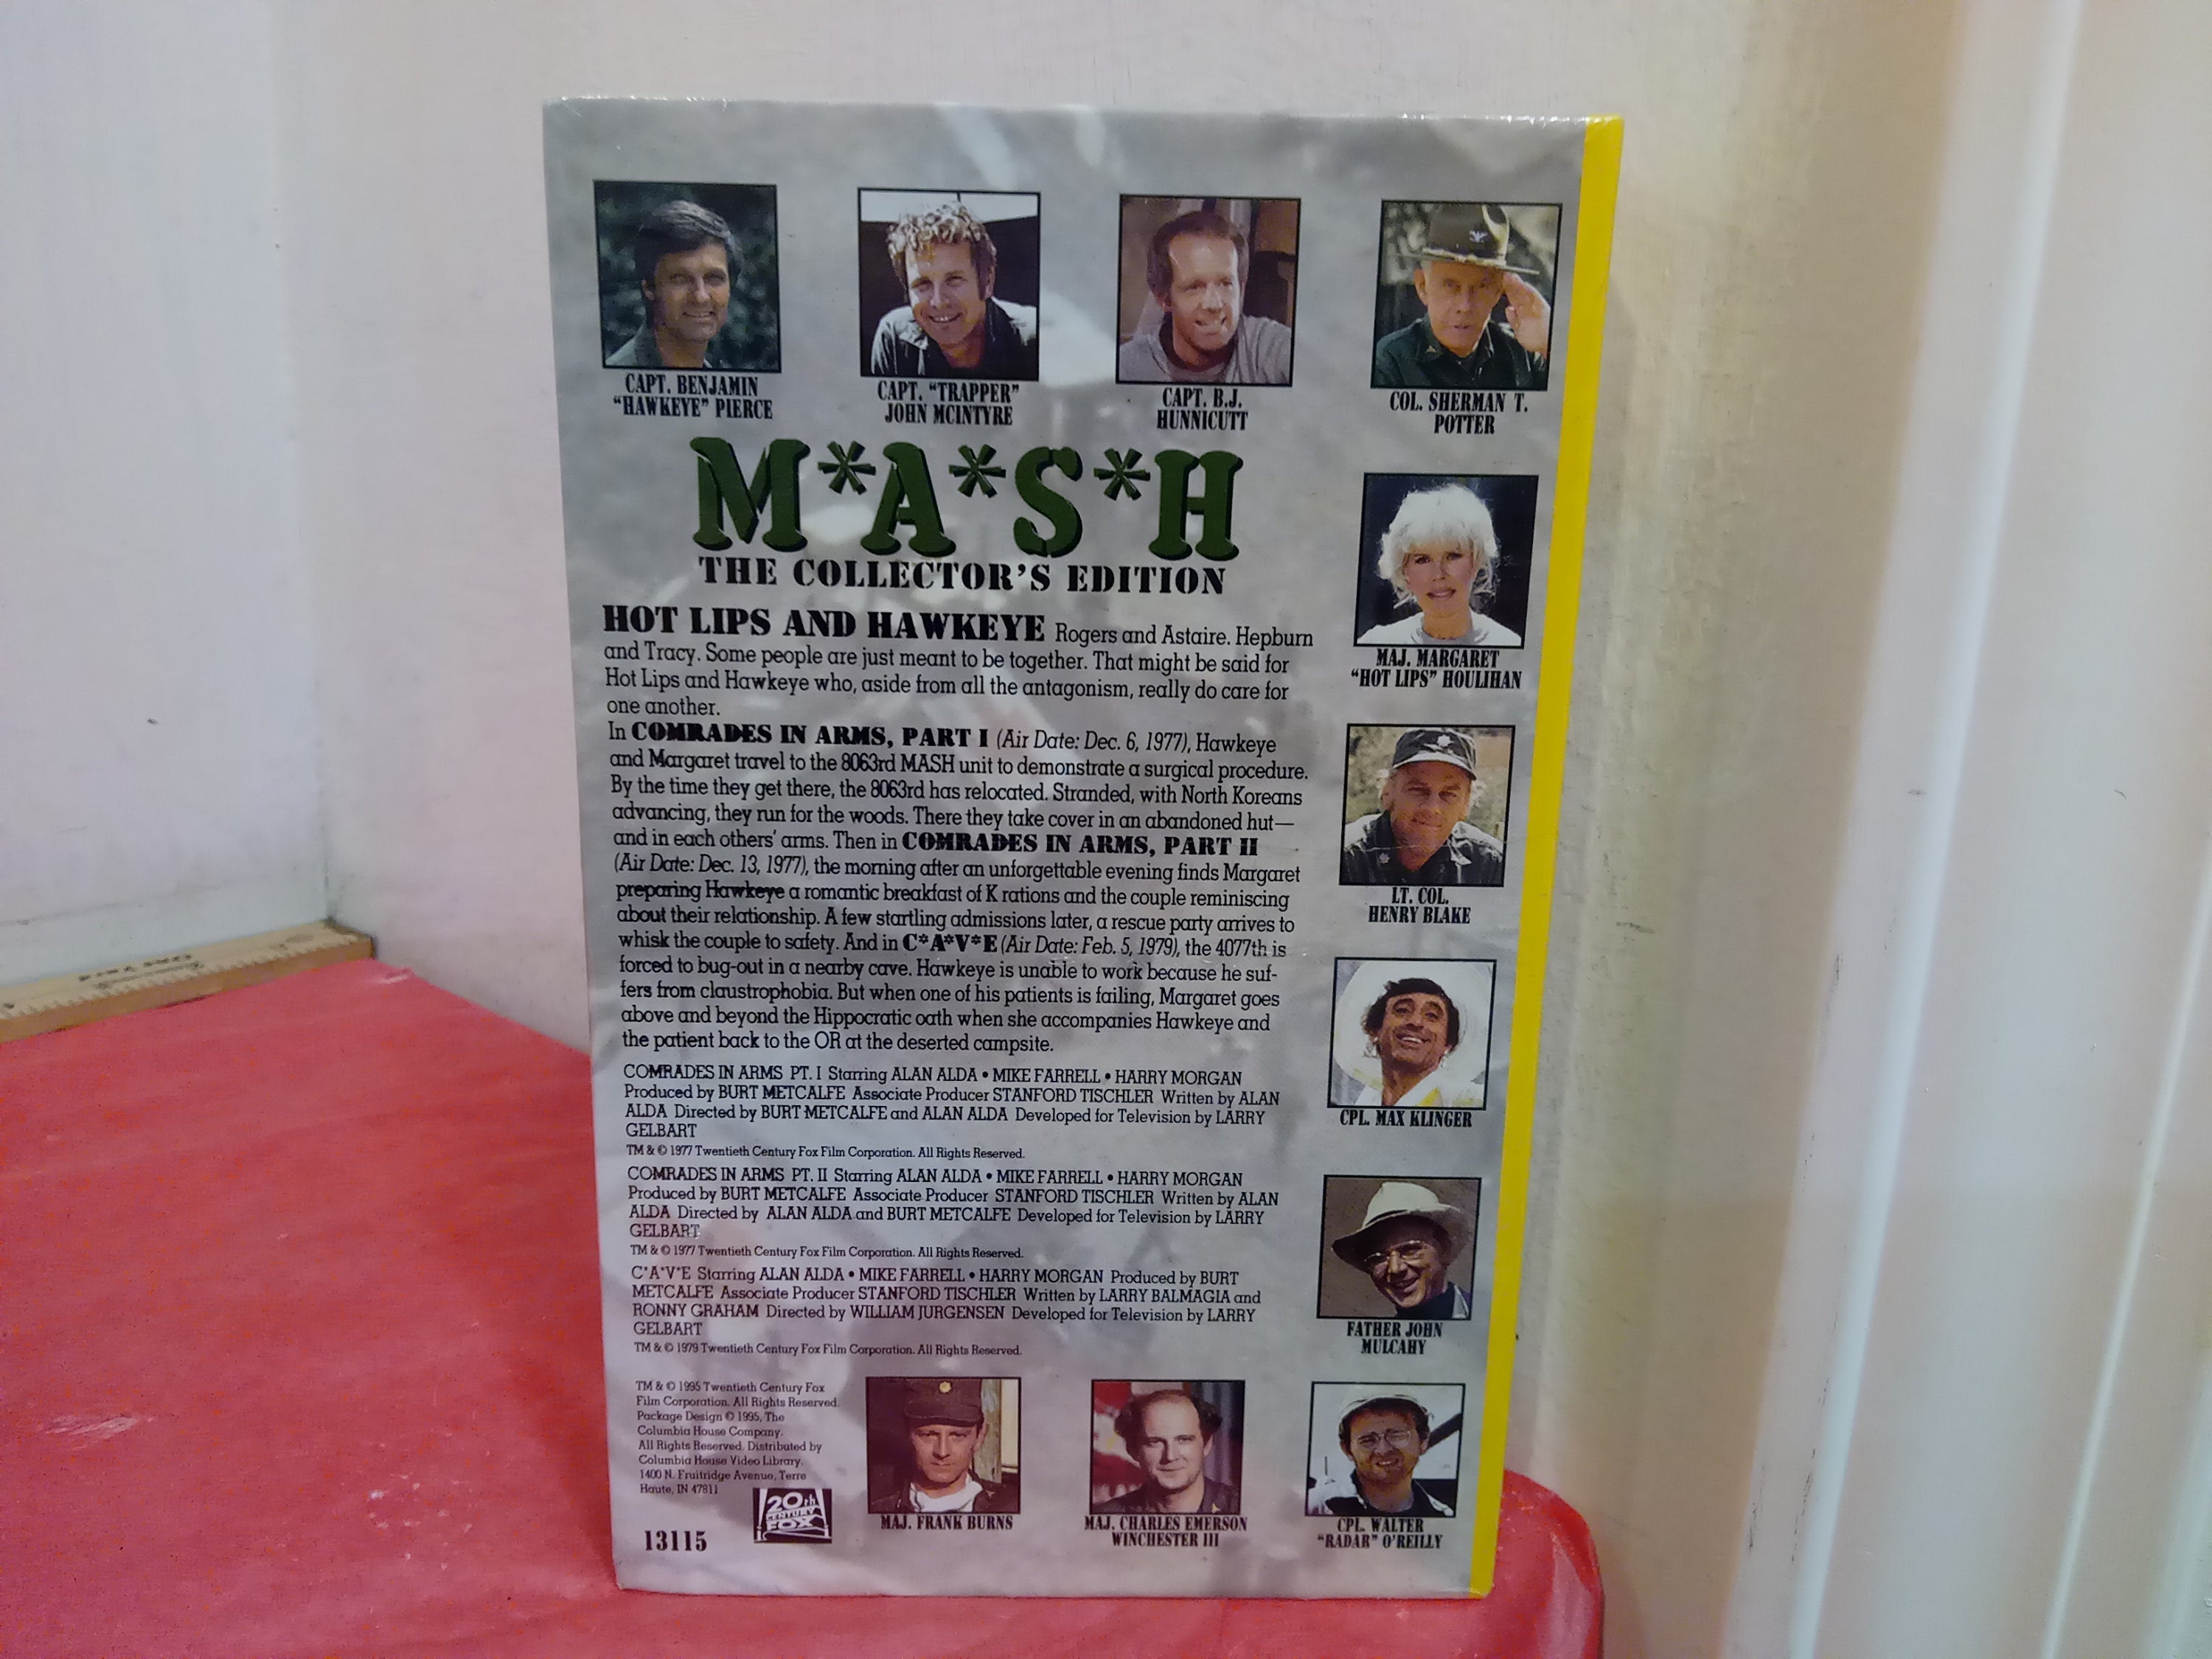 CAPT. BENJAMIN
"HAWKEYE" PIERCE
CAPT. "TRAPPER"
JOHN MCINTYRE
CAPT. B.J.
HUNNICUTT
COL. SHERMAN T.
POTTER
M*A*S*H
THE COLLECTOR'S EDITION
HOT LIPS AND HAWKEYE Rogers and Astaire. Hepburn
and Tracy. Some people are just meant to be together. That might be said for
Hot Lips and Hawkeye who, aside from all the antagonism, really do care for
one another.
In COMRADES IN ARMS, PART I (Air Date: Dec. 6, 1977), Hawkeye
and Margaret travel to the 8063rd MASH unit to demonstrate a surgical procedure.
By the time they get there, the 8063rd has relocated. Stranded, with North Koreans
advancing, they run for the woods. There they take cover in an abandoned hut—
and in each others' arms. Then in COMRADES IN ARMS, PART II
(Air Date: Dec. 13, 1977), the morning after an unforgettable evening finds Margaret
preparing Hawkeye a romantic breakfast of K rations and the couple reminiscing
about their relationship. A few startling admissions later, a rescue party arrives to
whisk the couple to safety. And in C*A*V*E (Air Date: Feb. 5, 1979), the 4077th is
forced to bug-out in a nearby cave. Hawkeye is unable to work because he suf-
fers from claustrophobia. But when one of his patients is failing, Margaret goes
above and beyond the Hippocratic oath when she accompanies Hawkeye and
the patient back to the OR at the deserted campsite.
COMRADES IN ARMS PT. I Starring ALAN ALDA • MIKE FARRELL • HARRY MORGAN
Produced by BURT METCALFE Associate Producer STANFORD TISCHLER Written by ALAN
ALDA Directed by BURT METCALFE and ALAN ALDA Developed for Television by LARRY
GELBART
TM & © 1977 Twentieth Century Fox Film Corporation. All Rights Reserved.
COMRADES IN ARMS PT. II Starring ALAN ALDA • MIKE FARRELL • HARRY MORGAN
Produced by BURT METCALFE Associate Producer STANFORD TISCHLER Written by ALAN
ALDA Directed by ALAN ALDA and BURT METCALFE Developed for Television by LARRY
GELBART
TM & © 1977 Twentieth Century Fox Film Corporation. All Rights Reserved.
C*A*V*E Starring ALAN ALDA • MIKE FARRELL • HARRY MORGAN Produced by BURT
METCALFE Associate Producer STANFORD TISCHLER Written by LARRY BALMAGIA and
RONNY GRAHAM Directed by WILLIAM JURGENSEN Developed for Television by LARRY
GELBART
TM & © 1979 Twentieth Century Fox Film Corporation. All Rights Reserved.
MAJ. MARGARET
"HOT LIPS" HOULIHAN
LT. COL.
HENRY BLAKE
CPL. MAX KLINGER
FATHER JOHN
MULCAHY
TM & © 1995 Twentieth Century Fox
Film Corporation. All Rights Reserved.
Package Design © 1995, The
Columbia House Company.
All Rights Reserved. Distributed by
Columbia House Video Library.
1400 N. Fruitridge Avenue, Terre
Haute, IN 47811
13115
20th
CENTURY
FOX
MAJ. FRANK BURNS
MAJ. CHARLES EMERSON
WINCHESTER III
CPL. WALTER
"RADAR" O'REILLY